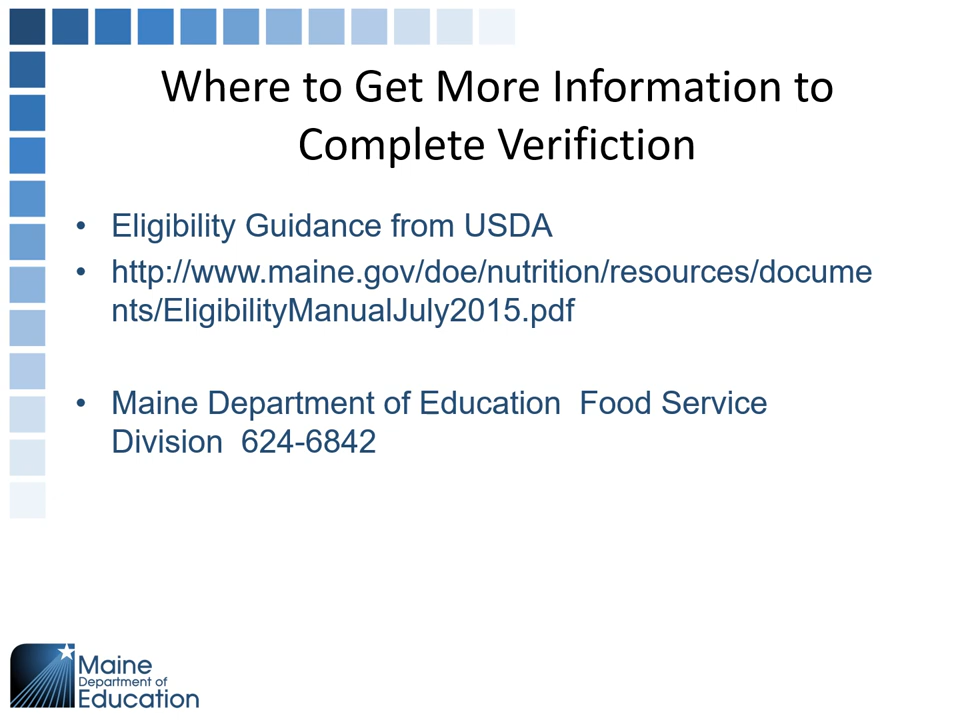 Where to Get More Information to
Complete Verifiction
• Eligibility Guidance from USDA
• http://www.maine.gov/doe/nutrition/resources/docume
nts/EligibilityManualJuly2015.pdf
• Maine Department of Education  Food Service
Division  624-6842
Maine
Department of
Education